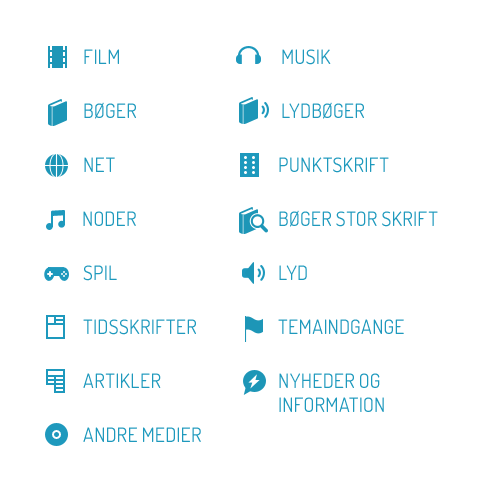 FILM
BØGER
NET
NODER
SPIL
TIDSSKRIFTER
ARTIKLER
ANDRE MEDIER
MUSIK
LYDBØGER
PUNKTSKRIFT
BØGER STOR SKRIFT
LYD
TEMAINDGANGE
NYHEDER OG
INFORMATION